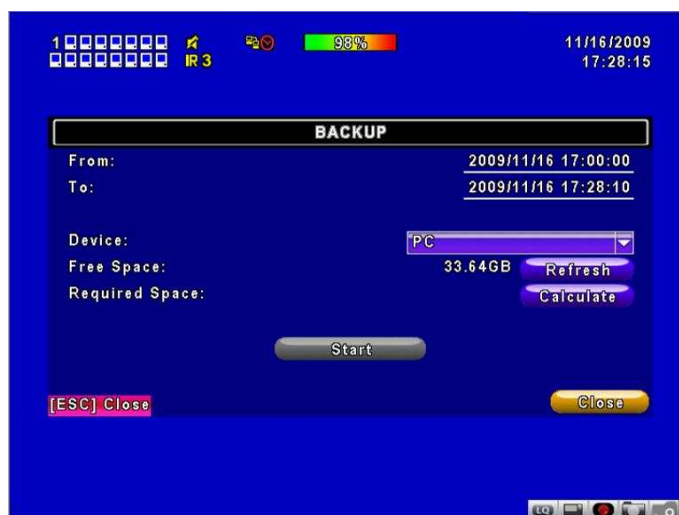 1 98% 11/16/2009
IR 3 17:28:15
BACKUP
From: 2009/11/16 17:00:00
To: 2009/11/16 17:28:10
Device: PC
Free Space: 33.64GB Refresh
Required Space: Calculate
Start
[ESC] Close Close
LQ